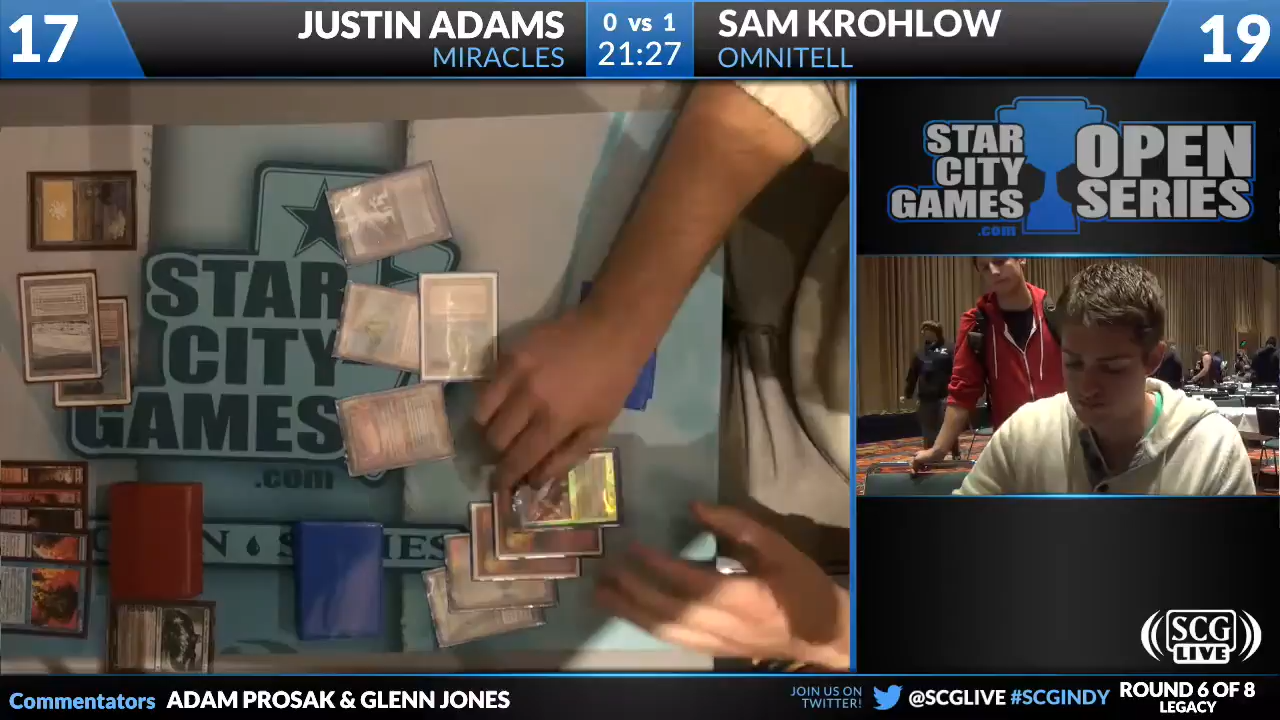 17
JUSTIN ADAMS
MIRACLES
0 vs 1
21:27
SAM KROHLOW
OMNITELL
19
STAR
CITY
GAMES
.com
OPEN
SERIES
STAR
CITY
GAMES
.com
SCG
LIVE
Commentators ADAM PROSAK & GLENN JONES
JOIN US ON
TWITTER!
@SCGLIVE #SCGINDY
ROUND 6 OF 8
LEGACY